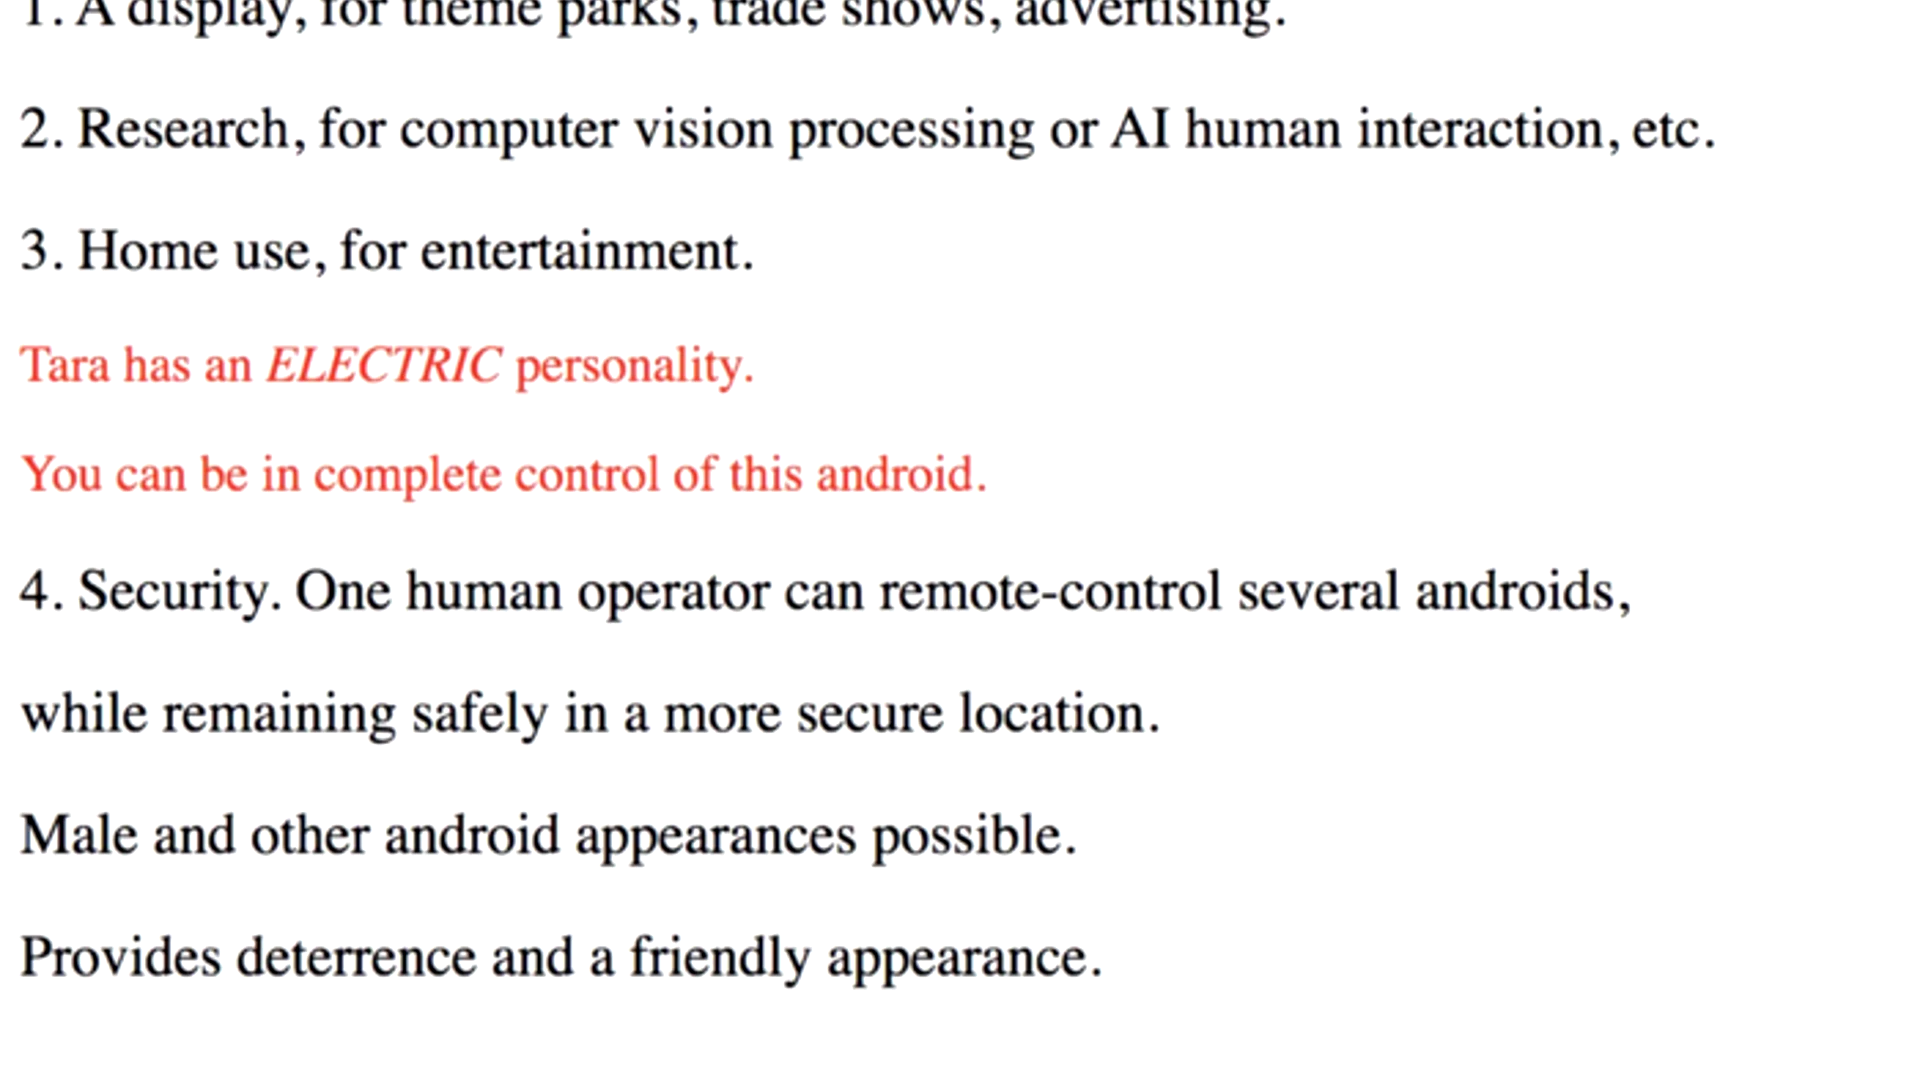 1. A display, for theme parks, trade shows, advertising.
2. Research, for computer vision processing or AI human interaction, etc.
3. Home use, for entertainment.
Tara has an ELECTRIC personality.
You can be in complete control of this android.
4. Security. One human operator can remote-control several androids,
while remaining safely in a more secure location.
Male and other android appearances possible.
Provides deterrence and a friendly appearance.